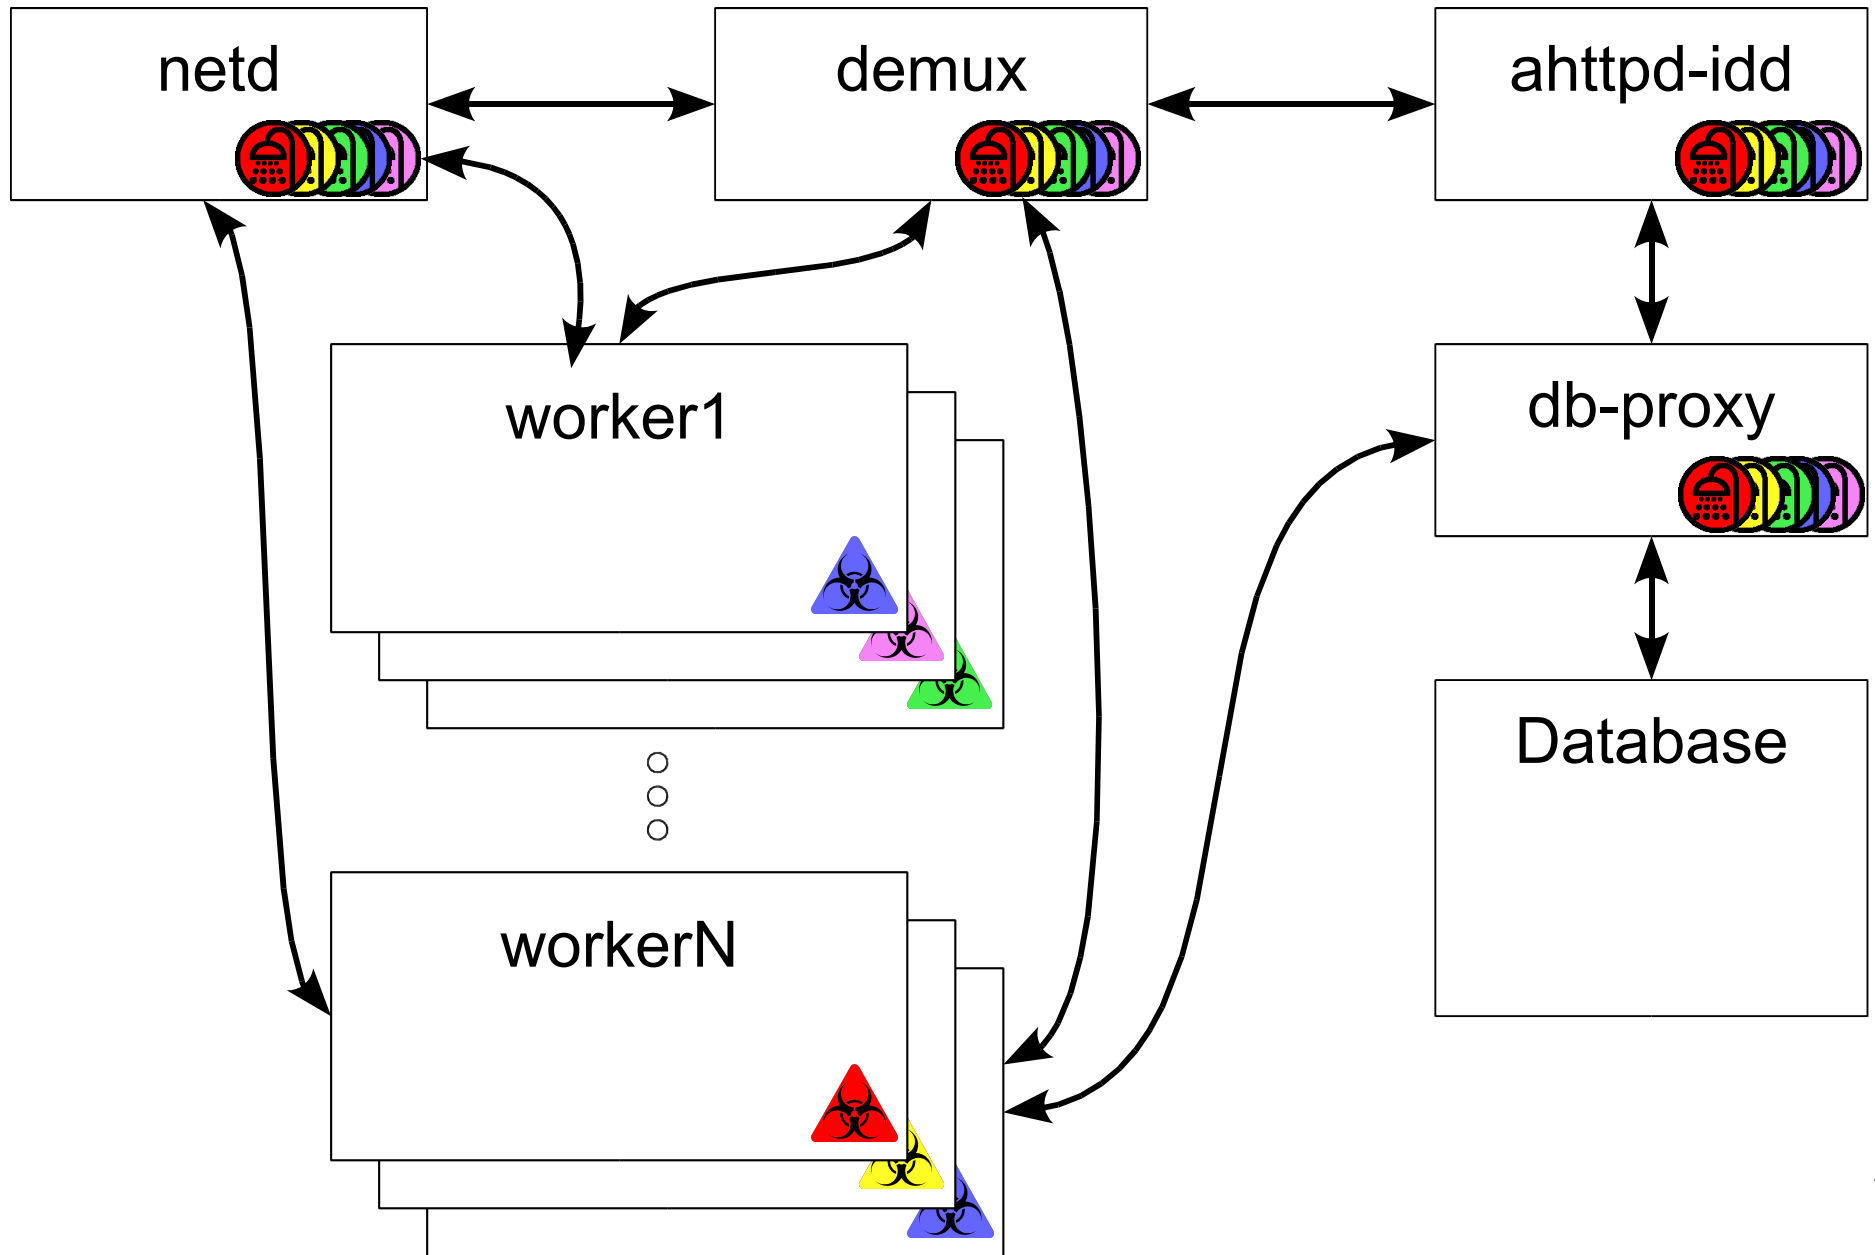 netd
demux
ahttpd-idd
worker1
db-proxy
Database
workerN